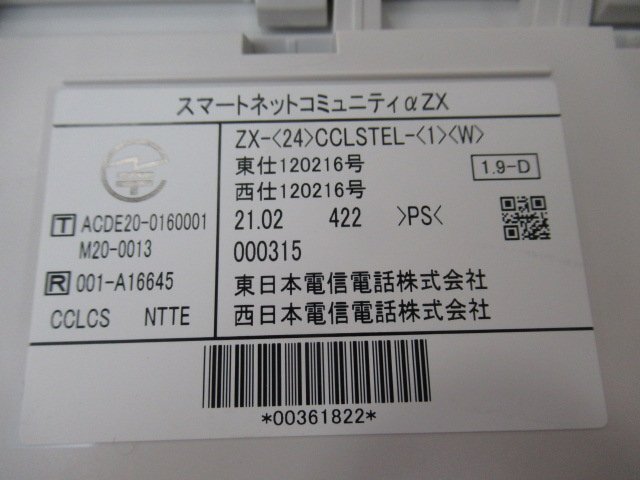 スマートネットコミュニティαZX
ZX-<24>CCLSTEL-<1><W>
東仕120216号
1.9-D
西仕120216号
T ACDE20-0160001
21.02 422 >PS<
M20-0013
000315
R 001-A16645
東日本電信電話株式会社
CCLCS NTTE
西日本電信電話株式会社
*00361822*